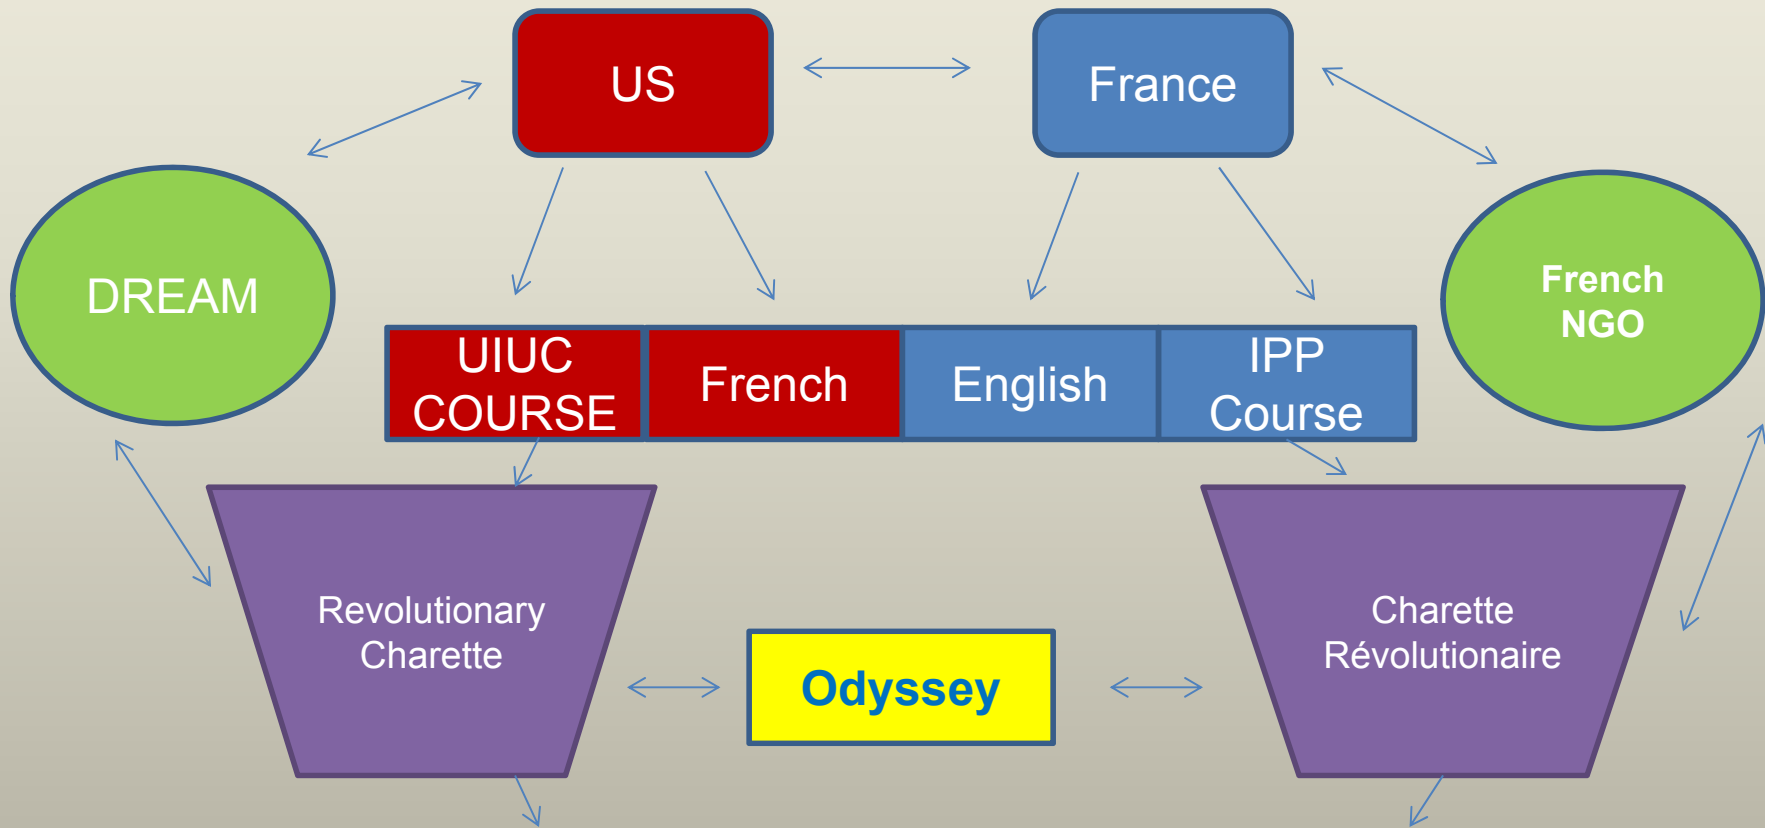 US
France
DREAM
French
NGO
UIUC
COURSE
French
English
IPP
Course
Revolutionary
Charette
Odyssey
Charette
Révolutionaire